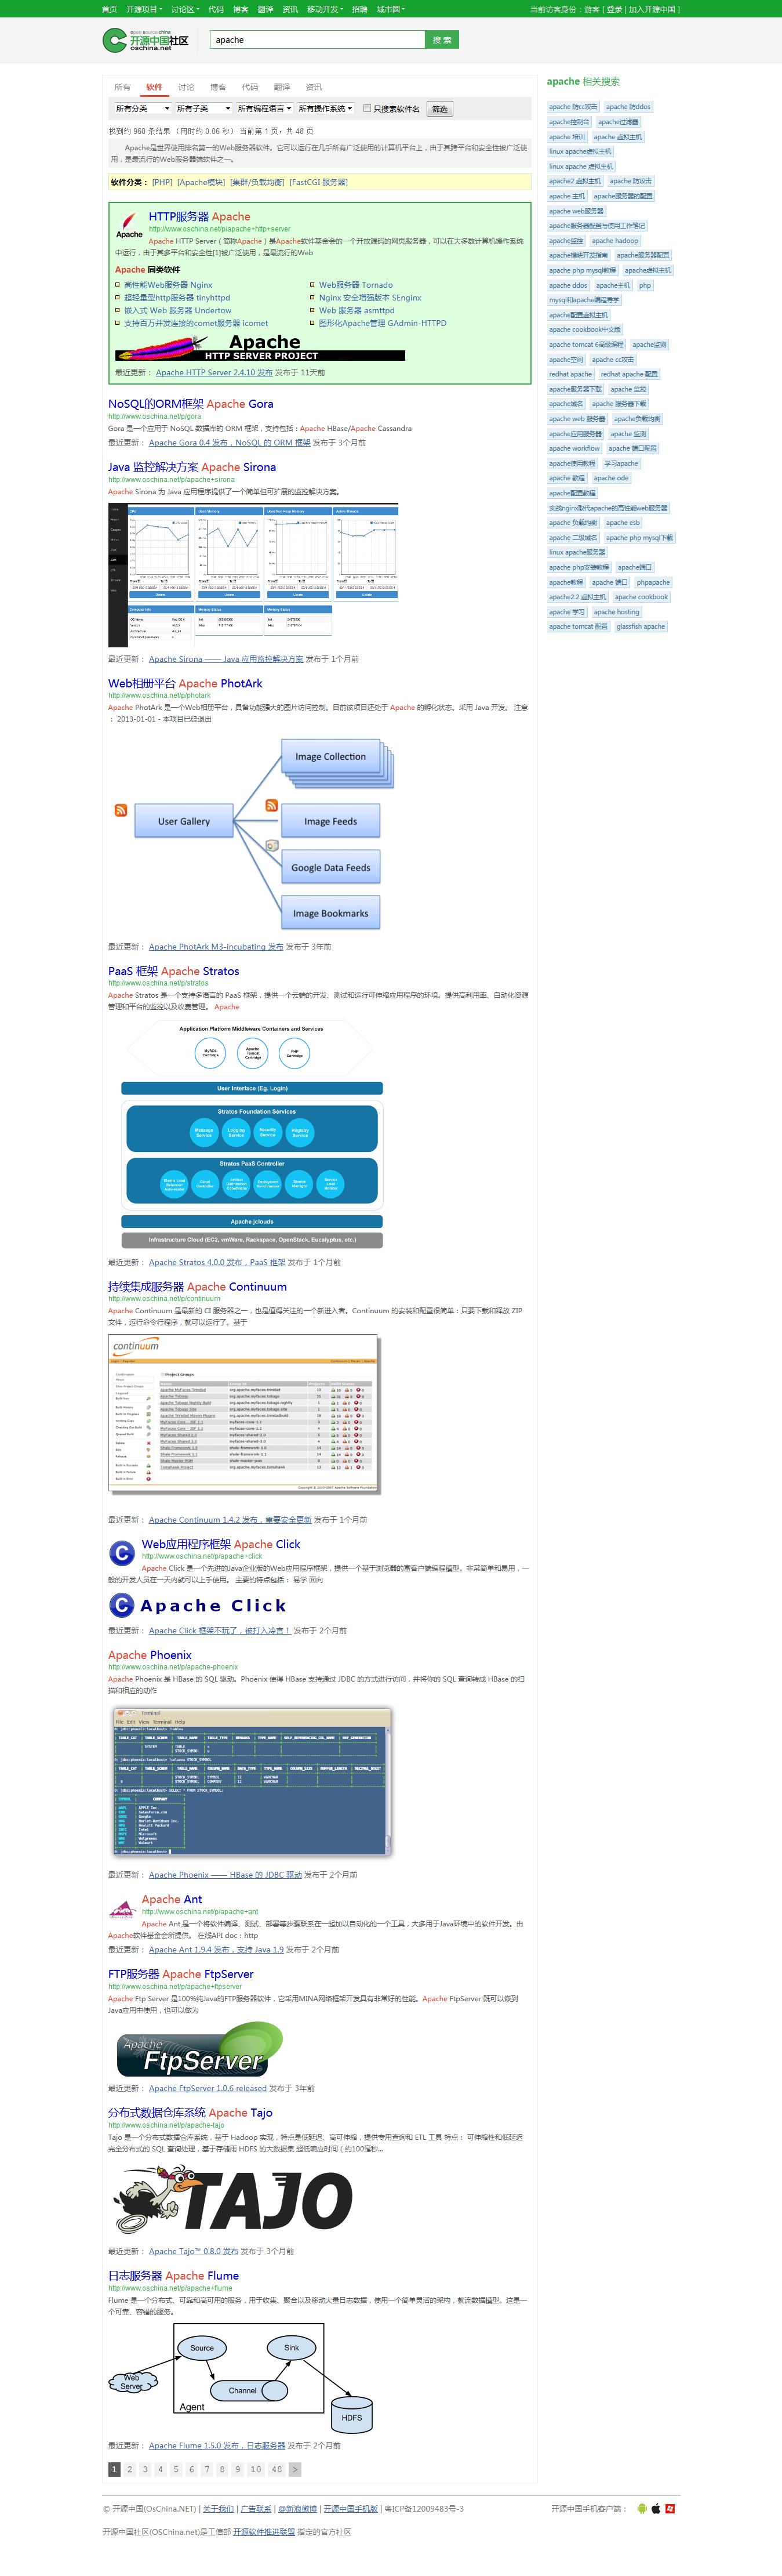 首页 开源项目 讨论区 代码 博客 翻译 资讯 移动开发 招聘 城市圈 当前访客身份：游客 [ 登录 | 加入开源中国 ]
开源中国社区
oschina.net
apache 搜 索
所有 软件 讨论 博客 代码 翻译 资讯
所有分类 所有子类 所有编程语言 所有操作系统 只搜索软件名 筛选
找到约 960 条结果 （用时约 0.06 秒） 当前第 1 页，共 48 页
Apache是世界使用排名第一的Web服务器软件。它可以运行在几乎所有广泛使用的计算机平台上，由于其跨平台和安全性被广泛使
用，是最流行的Web服务器端软件之一。
软件分类： [PHP] [Apache模块] [集群/负载均衡] [FastCGI 服务器]
HTTP服务器 Apache
http://www.oschina.net/p/apache+http+server
Apache HTTP Server（简称Apache）是Apache软件基金会的一个开放源码的网页服务器，可以在大多数计算机操作系统
中运行，由于其多平台和安全性[1]被广泛使用，是最流行的Web
Apache 同类软件
高性能Web服务器 Nginx
Web服务器 Tornado
超轻量型http服务器 tinyhttpd
Nginx 安全增强版本 SEnginx
嵌入式 Web 服务器 Undertow
Web 服务器 asmttpd
支持百万并发连接的comet服务器 icomet
图形化Apache管理 GAdmin-HTTPD
Apache
HTTP SERVER PROJECT
最近更新： Apache HTTP Server 2.4.10 发布 发布于 11天前
NoSQL的ORM框架 Apache Gora
http://www.oschina.net/p/gora
Gora 是一个应用于 NoSQL 数据库的 ORM 框架，支持包括：Apache HBase/Apache Cassandra
最近更新： Apache Gora 0.4 发布，NoSQL 的 ORM 框架 发布于 3个月前
Java 监控解决方案 Apache Sirona
http://www.oschina.net/p/apache+sirona
Apache Sirona 为 Java 应用程序提供了一个简单但可扩展的监控解决方案。
最近更新： Apache Sirona —— Java 应用监控解决方案 发布于 1个月前
Web相册平台 Apache PhotArk
http://www.oschina.net/p/photark
Apache PhotArk 是一个Web相册平台，具备功能强大的图片访问控制。目前该项目还处于 Apache 的孵化状态。采用 Java 开发。 注意
： 2013-01-01 - 本项目已经退出
Image Collection
User Gallery
Image Feeds
Google Data Feeds
Image Bookmarks
最近更新： Apache PhotArk M3-incubating 发布 发布于 3年前
PaaS 框架 Apache Stratos
http://www.oschina.net/p/stratos
Apache Stratos 是一个支持多语言的 PaaS 框架，提供一个云端的开发、测试和运行可伸缩应用程序的环境。提供高利用率、自动化资源
管理和平台的监控以及收费管理。 Apache
Application Platform Middleware Containers and Services
MySQL Cartridge Apache Tomcat Cartridge PHP Cartridge
User Interface (Eg. Login)
Stratos Foundation Services
Message Service Logging Service Security Service Registry Service
Stratos PaaS Controller
Apache jclouds
Infrastructure Cloud (EC2, vmWare, Rackspace, OpenStack, Eucalyptus, etc.)
最近更新： Apache Stratos 4.0.0 发布，PaaS 框架 发布于 1个月前
持续集成服务器 Apache Continuum
http://www.oschina.net/p/continuum
Apache Continuum 是最新的 CI 服务器之一，也是值得关注的一个新进入者。Continuum 的安装和配置很简单：只要下载和释放 ZIP
文件，运行命令行程序，就可以运行了。基于
continuum
Project Groups
最近更新： Apache Continuum 1.4.2 发布，重要安全更新 发布于 1个月前
Web应用程序框架 Apache Click
http://www.oschina.net/p/apache+click
Apache Click 是一个先进的Java企业版的Web应用程序框架，提供一个基于浏览器的富客户端编程模型。非常简单和易用，一
般的开发人员在一天内就可以上手使用。 主要的特点包括： 易学 面向
Apache Click
最近更新： Apache Click 框架不玩了，被打入冷宫！ 发布于 2个月前
Apache Phoenix
http://www.oschina.net/p/apache-phoenix
Apache Phoenix 是 HBase 的 SQL 驱动。Phoenix 使得 HBase 支持通过 JDBC 的方式进行访问，并将你的 SQL 查询转成 HBase 的扫
描和相应的动作
最近更新： Apache Phoenix —— HBase 的 JDBC 驱动 发布于 2个月前
Apache Ant
http://www.oschina.net/p/apache+ant
Apache Ant,是一个将软件编译、测试、部署等步骤联系在一起加以自动化的一个工具，大多用于Java环境中的软件开发。由
Apache软件基金会所提供。 在线API doc：http
最近更新： Apache Ant 1.9.4 发布，支持 Java 1.9 发布于 2个月前
FTP服务器 Apache FtpServer
http://www.oschina.net/p/apache+ftpserver
Apache Ftp Server 是100%纯Java的FTP服务器软件，它采用MINA网络框架开发具有非常好的性能。Apache FtpServer 既可以嵌到
Java应用中使用，也可以做为
Apache
FtpServer
最近更新： Apache FtpServer 1.0.6 released 发布于 3年前
分布式数据仓库系统 Apache Tajo
http://www.oschina.net/p/apache-tajo
Tajo 是一个分布式数据仓库系统，基于 Hadoop 实现，特点是低延迟、高可伸缩，提供专用查询和 ETL 工具 特点： 可伸缩性和低延迟
完全分布式的 SQL 查询处理，基于存储雨 HDFS 的大数据集 超低响应时间（约100毫秒...
TAJO
最近更新： Apache Tajo™ 0.8.0 发布 发布于 3个月前
日志服务器 Apache Flume
http://www.oschina.net/p/apache+flume
Flume 是一个分布式、可靠和高可用的服务，用于收集、聚合以及移动大量日志数据，使用一个简单灵活的架构，就流数据模型。这是一
个可靠、容错的服务。
Source Sink
Web Server
Channel
Agent
HDFS
最近更新： Apache Flume 1.5.0 发布，日志服务器 发布于 2个月前
1 2 3 4 5 6 7 8 9 10 48 >
apache 相关搜索
apache 防cc攻击 apache 防ddos
apache控制台 apache过滤器
apache 培训 apache 虚拟主机
linux apache虚拟主机
linux apache 虚拟主机
apache2 虚拟主机 apache 防攻击
apache 主机 apache服务器的配置
apache web服务器
apache服务器配置与使用工作笔记
apache监控 apache hadoop
apache模块开发指南 apache服务器配置
apache php mysql教程 apache虚拟主机
apache ddos apache主机 php
mysql和apache编程导学
apache配置虚拟主机
apache cookbook中文版
apache tomcat 6高级编程 apache监测
apache空间 apache cc攻击
redhat apache redhat apache 配置
apache服务器下载 apache 监控
apache域名 apache 服务器下载
apache web 服务器 apache负载均衡
apache应用服务器 apache 监测
apache workflow apache 端口配置
apache使用教程 学习apache
apache 教程 apache ode
apache配置教程
实战nginx取代apache的高性能web服务器
apache 负载均衡 apache esb
apache 二级域名 apache php mysql下载
linux apache服务器
apache php安装教程 apache端口
apache教程 apache 端口 phpapache
apache2.2 虚拟主机 apache cookbook
apache 学习 apache hosting
apache tomcat 配置 glassfish apache
© 开源中国(OsChina.NET) | 关于我们 | 广告联系 | @新浪微博 | 开源中国手机版 | 粤ICP备12009483号-3 开源中国手机客户端：
开源中国社区(OSChina.net)是工信部 开源软件推进联盟 指定的官方社区